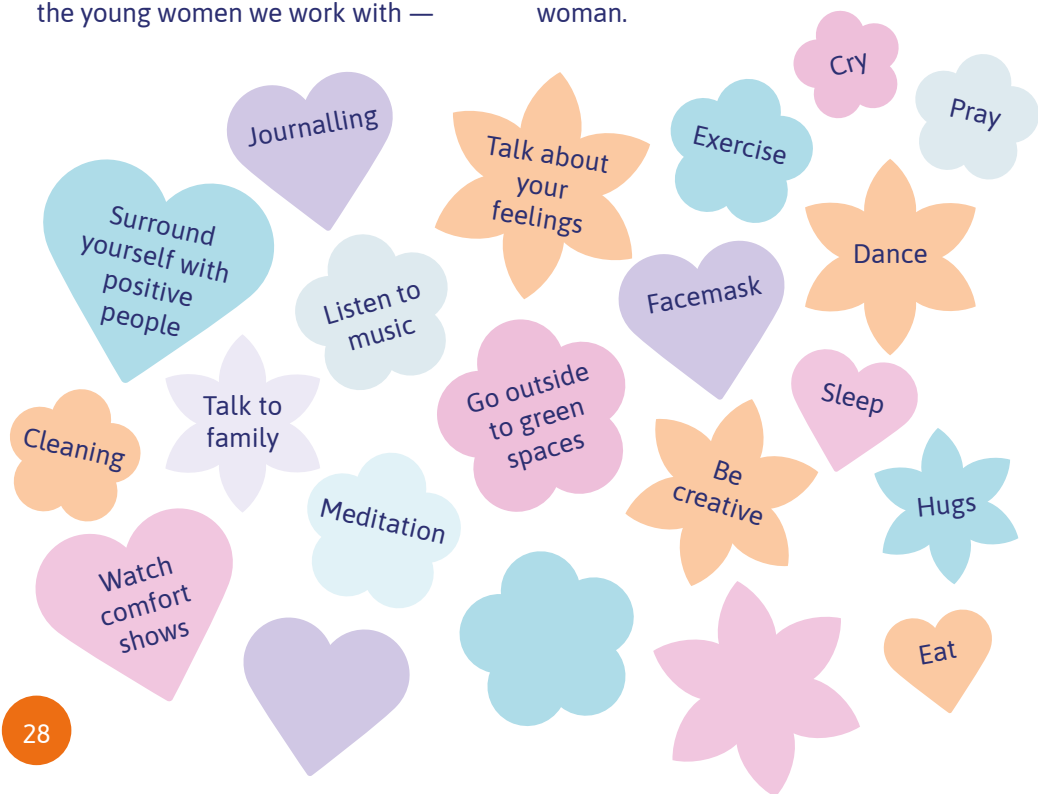 the young women we work with —
woman.
Cry
Pray
Journalling
Talk about
your
feelings
Exercise
Surround
yourself with
positive
people
Dance
Listen to
music
Facemask
Go outside
to green
spaces
Sleep
Talk to
family
Cleaning
Be
creative
Hugs
Meditation
Watch
comfort
shows
Eat
28